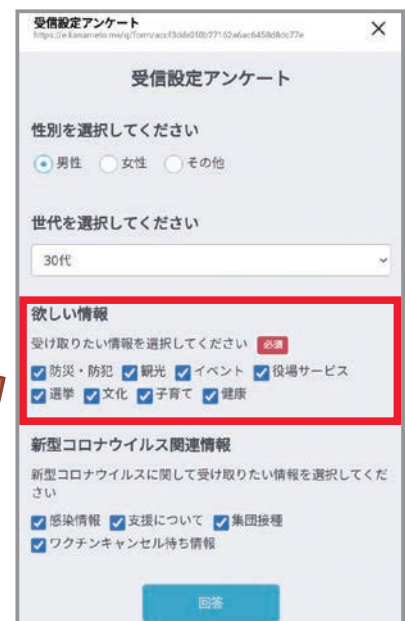 受信設定アンケート
受信設定アンケート
性別を選択してください
男性 女性 その他
世代を選択してください
30代
欲しい情報
受け取りたい情報を選択してください 必須
防災・防犯 観光 イベント 役場サービス
選挙 文化 子育て 健康
新型コロナウイルス関連情報
新型コロナウイルスに関して受け取りたい情報を選択してくだ
さい
感染情報 支援について 集団接種
ワクチンキャンセル待ち情報
回答